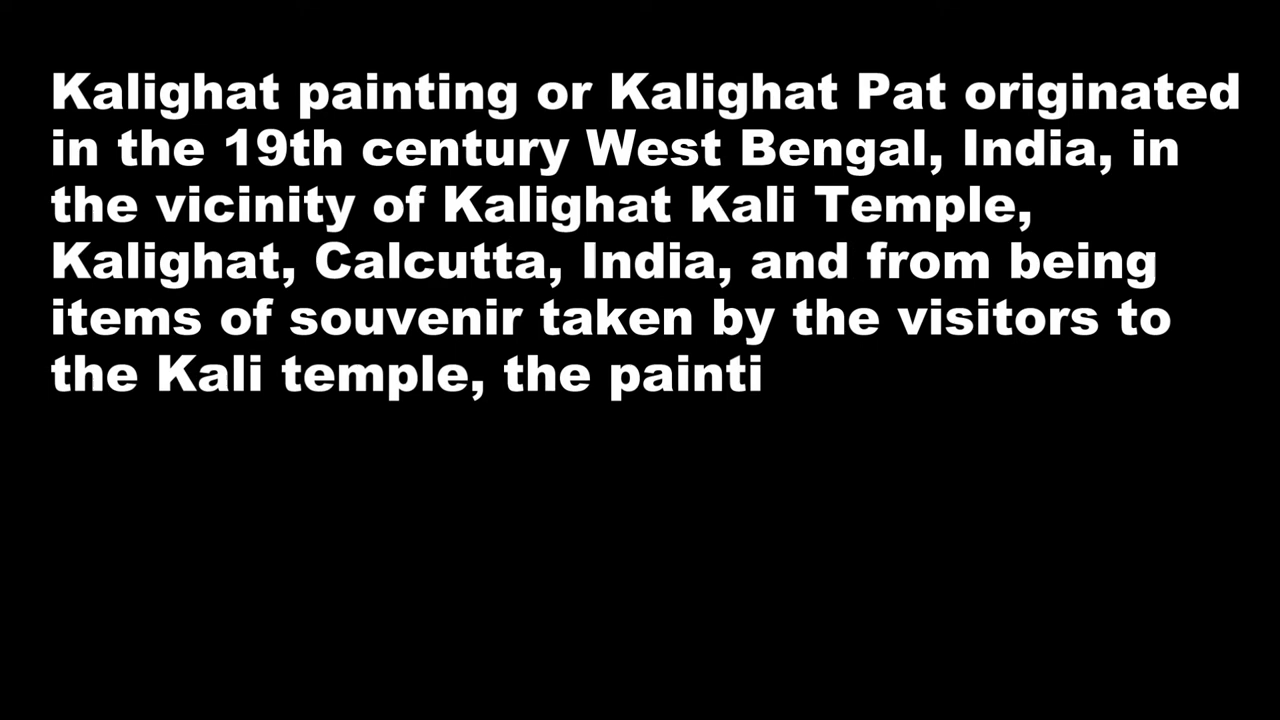 Kalighat painting or Kalighat Pat originated
in the 19th century West Bengal, India, in
the vicinity of Kalighat Kali Temple,
Kalighat, Calcutta, India, and from being
items of souvenir taken by the visitors to
the Kali temple, the painti